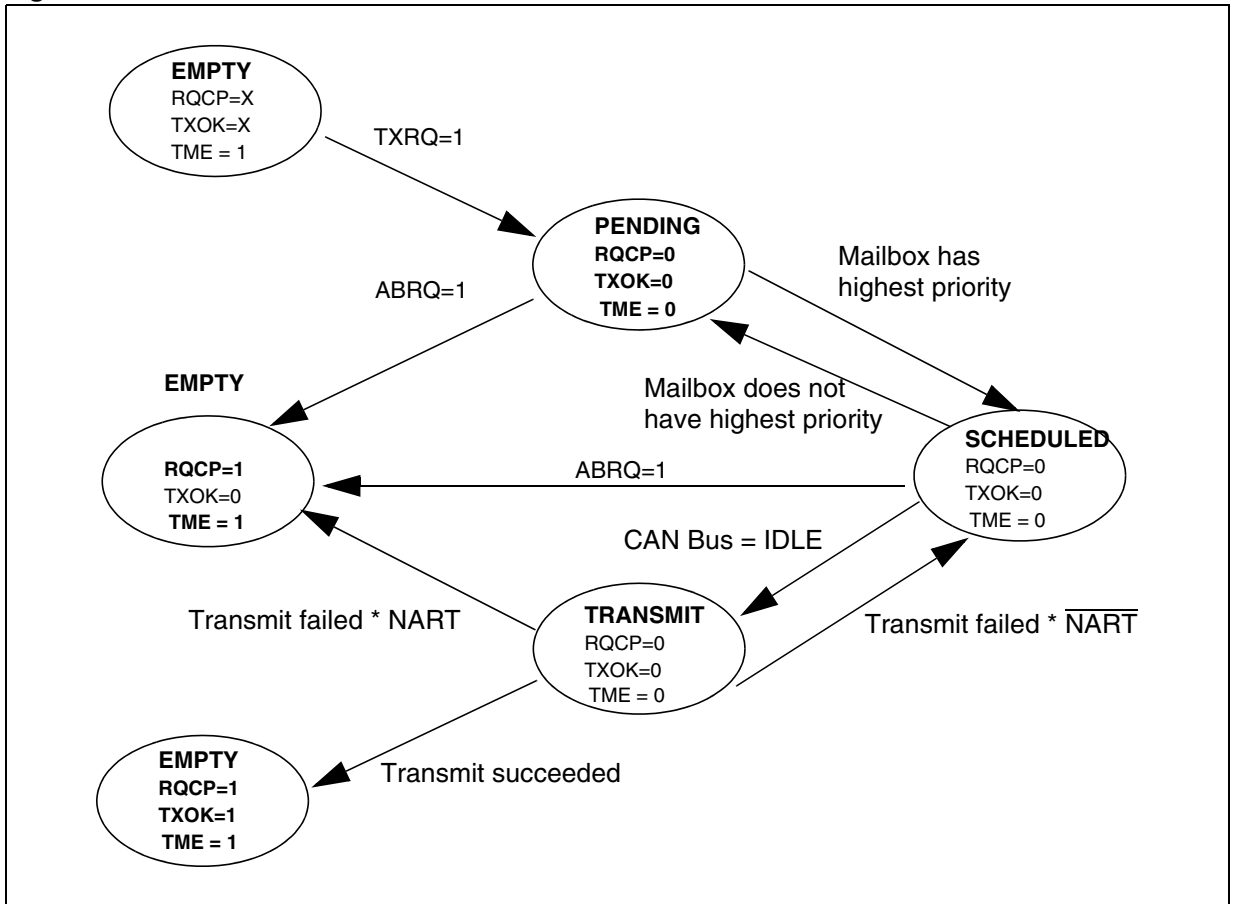 EMPTY
RQCP=X
TXOK=X
TME = 1
TXRQ=1
PENDING
RQCP=0
TXOK=0
TME = 0
Mailbox has
highest priority
ABRQ=1
EMPTY
RQCP=1
TXOK=0
TME = 1
Mailbox does not
have highest priority
SCHEDULED
RQCP=0
TXOK=0
TME = 0
ABRQ=1
CAN Bus = IDLE
Transmit failed * NART
TRANSMIT
RQCP=0
TXOK=0
TME = 0
Transmit failed * N̅A̅R̅T̅
EMPTY
RQCP=1
TXOK=1
TME = 1
Transmit succeeded